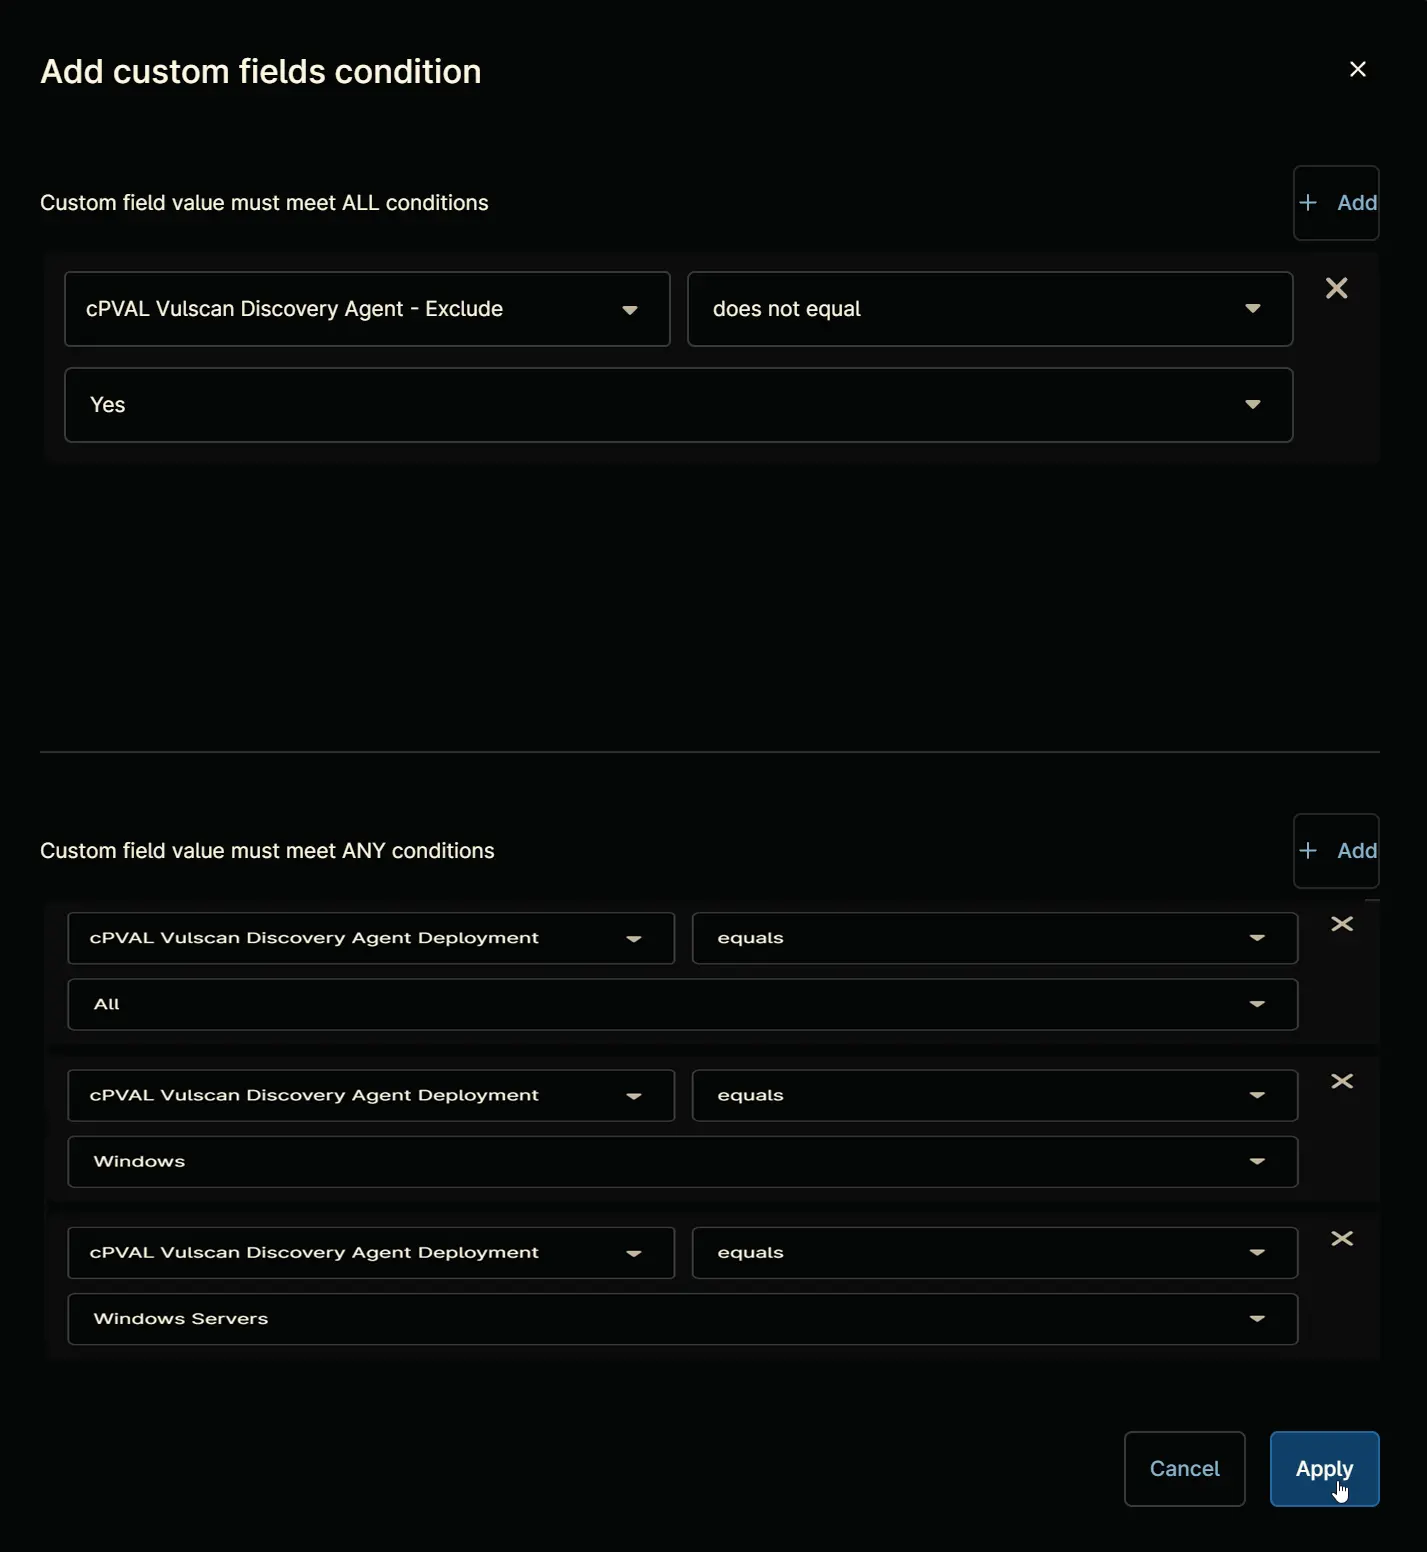 Add custom fields condition
Custom field value must meet ALL conditions
+ Add
cPVAL Vulscan Discovery Agent - Exclude
does not equal
Yes
Custom field value must meet ANY conditions
+ Add
cPVAL Vulscan Discovery Agent Deployment
equals
All
cPVAL Vulscan Discovery Agent Deployment
equals
Windows
cPVAL Vulscan Discovery Agent Deployment
equals
Windows Servers
Cancel
Apply